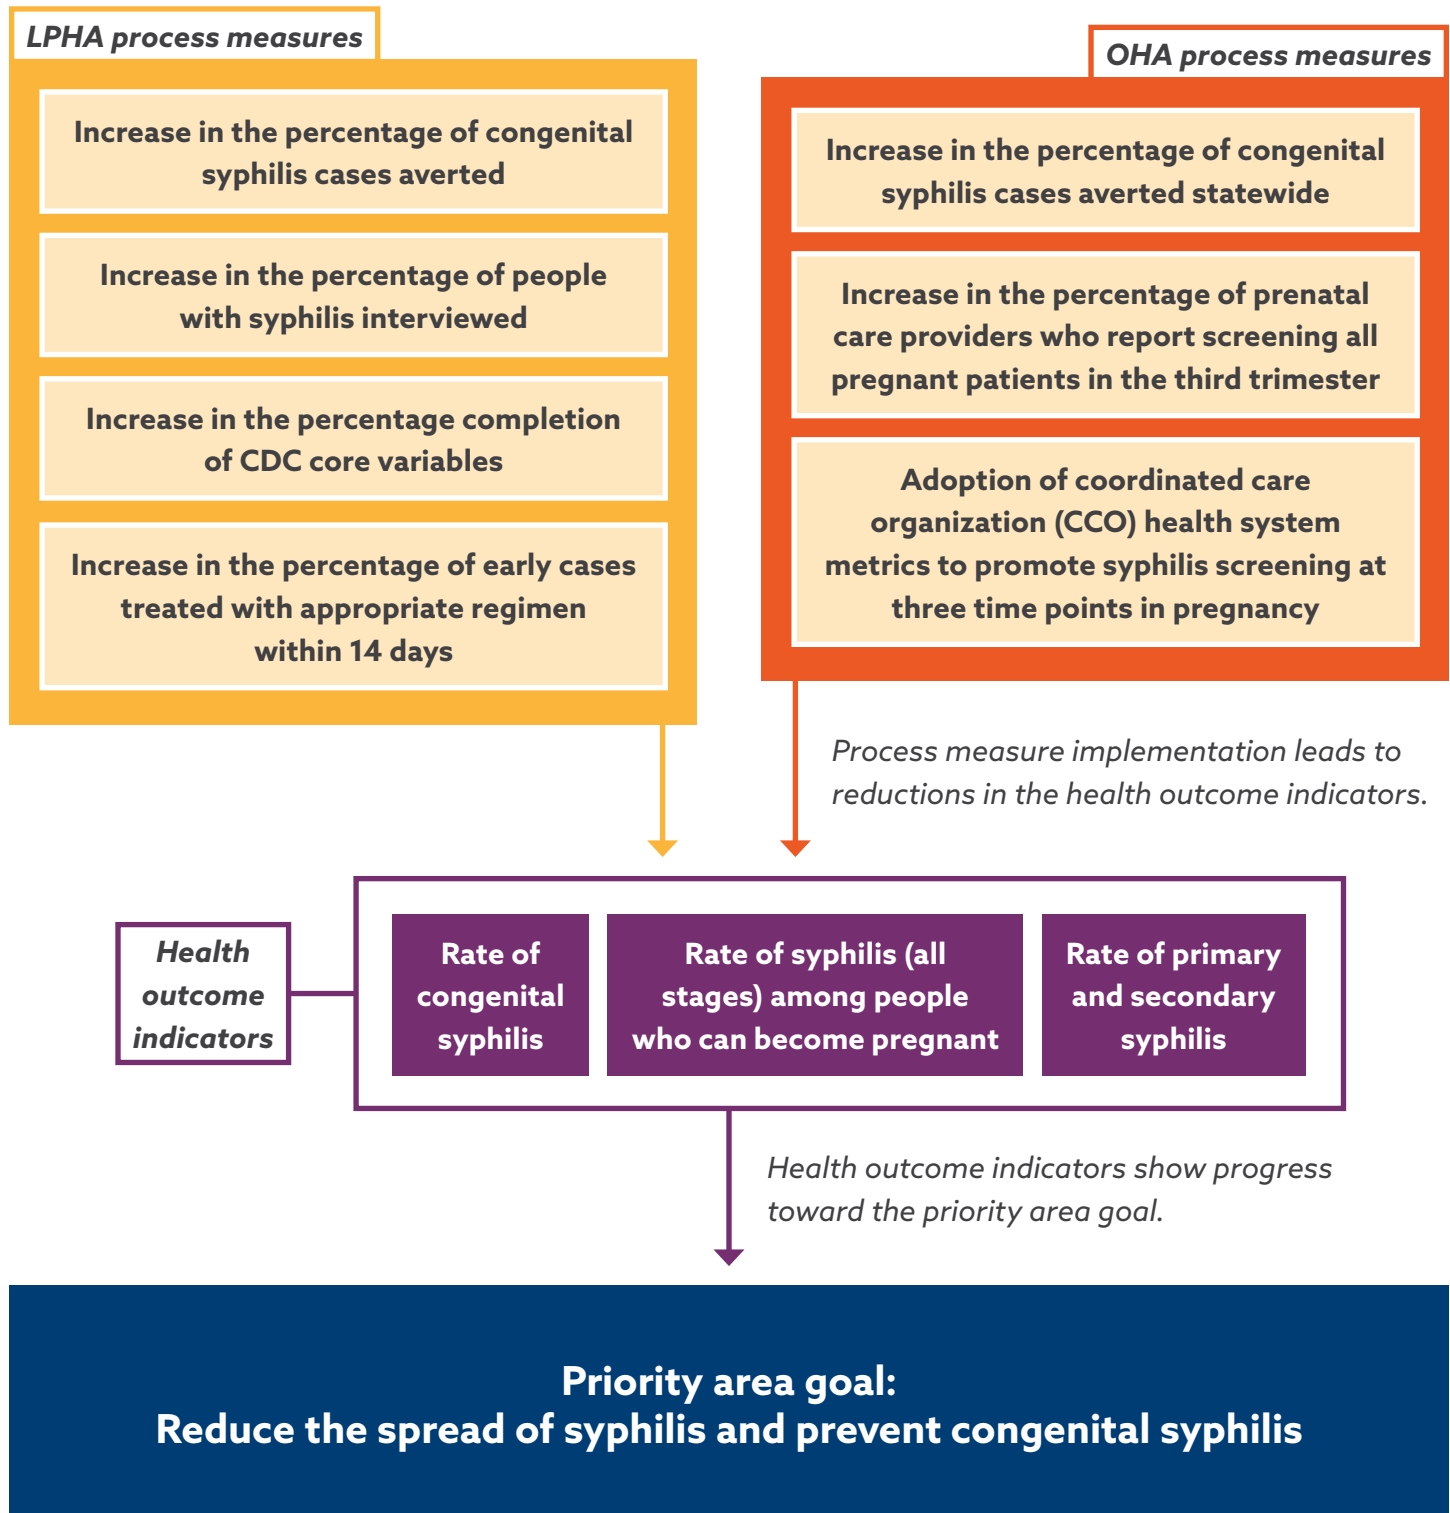 LPHA process measures
Increase in the percentage of congenital
syphilis cases averted
Increase in the percentage of people
with syphilis interviewed
Increase in the percentage completion
of CDC core variables
Increase in the percentage of early cases
treated with appropriate regimen
within 14 days
OHA process measures
Increase in the percentage of congenital
syphilis cases averted statewide
Increase in the percentage of prenatal
care providers who report screening all
pregnant patients in the third trimester
Adoption of coordinated care
organization (CCO) health system
metrics to promote syphilis screening at
three time points in pregnancy
Process measure implementation leads to
reductions in the health outcome indicators.
Health
outcome
indicators
Rate of
congenital
syphilis
Rate of syphilis (all
stages) among people
who can become pregnant
Rate of primary
and secondary
syphilis
Health outcome indicators show progress
toward the priority area goal.
Priority area goal:
Reduce the spread of syphilis and prevent congenital syphilis